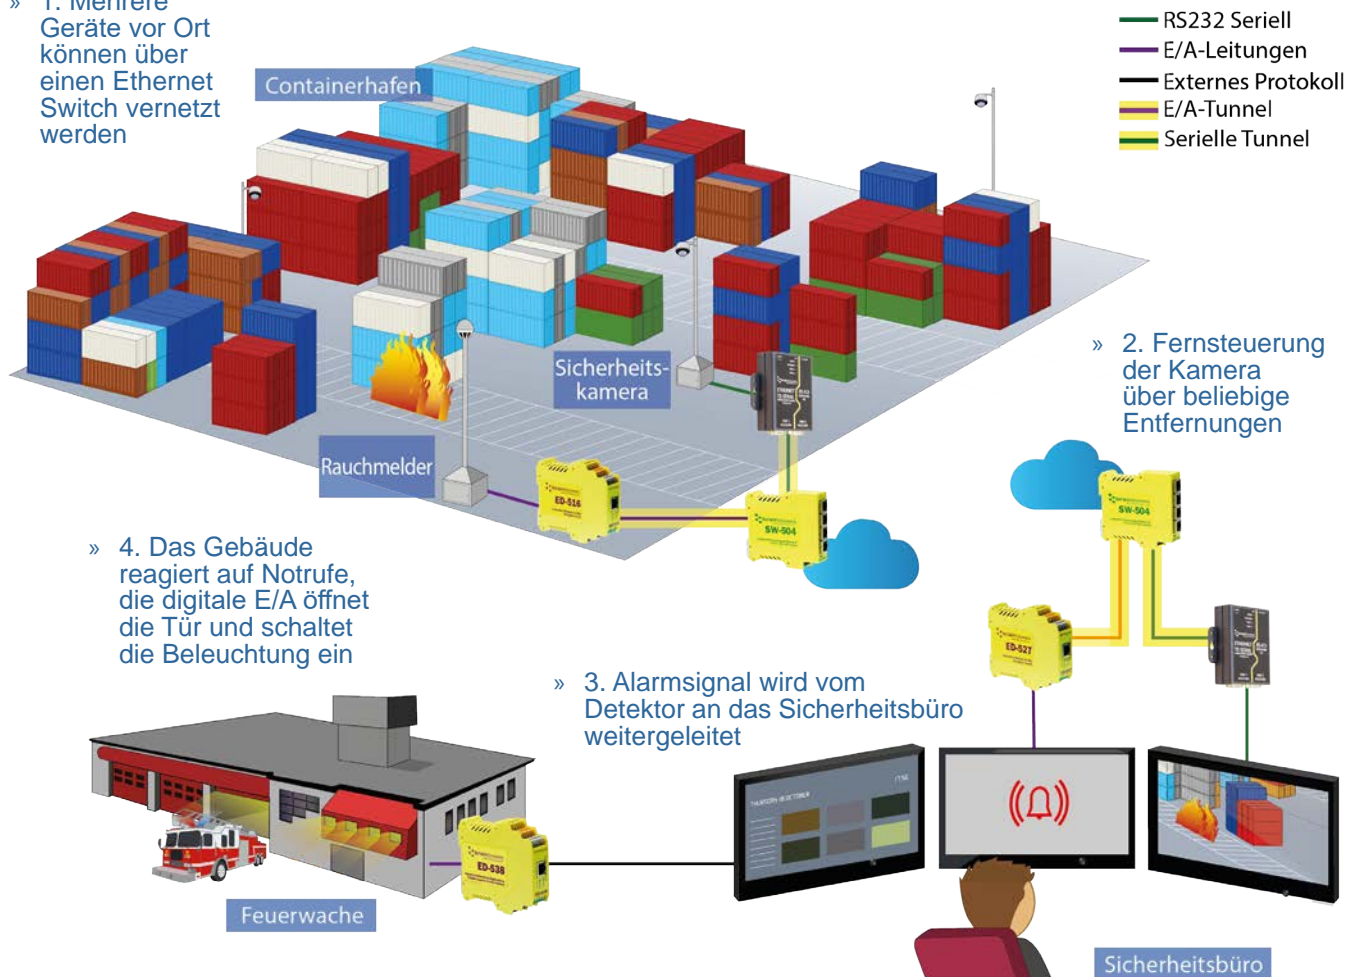 » 1. Mehrere
Geräte vor Ort
können über
einen Ethernet
Switch vernetzt
werden
RS232 Seriell
E/A-Leitungen
Externes Protokoll
E/A-Tunnel
Serielle Tunnel
Containerhafen
Sicherheits-
kamera
» 2. Fernsteuerung
der Kamera
über beliebige
Entfernungen
Rauchmelder
ED-516
SW-504
SW-504
» 4. Das Gebäude
reagiert auf Notrufe,
die digitale E/A öffnet
die Tür und schaltet
die Beleuchtung ein
ED-527
» 3. Alarmsignal wird vom
Detektor an das Sicherheitsbüro
weitergeleitet
ED-538
Feuerwache
Sicherheitsbüro